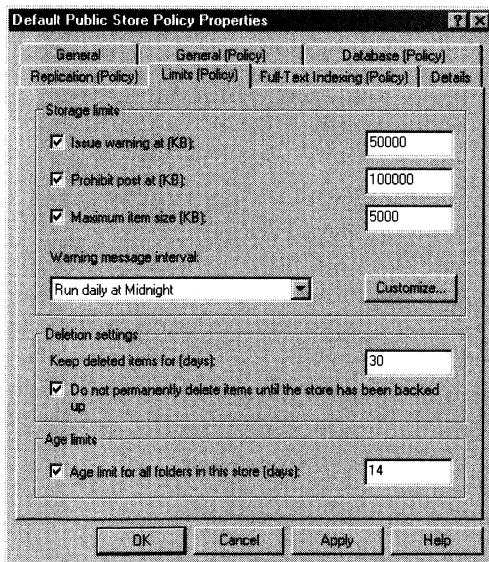 Default Public Store Policy Properties
General General (Policy) Database (Policy)
Replication (Policy) Limits (Policy) Full-Text Indexing (Policy) Details
Storage limits
Issue warning at (KB): 50000
Prohibit post at (KB): 100000
Maximum item size (KB): 5000
Warning message interval:
Run daily at Midnight Customize...
Deletion settings
Keep deleted items for (days): 30
Do not permanently delete items until the store has been backed
up
Age limits
Age limit for all folders in this store (days): 14
OK Cancel Apply Help